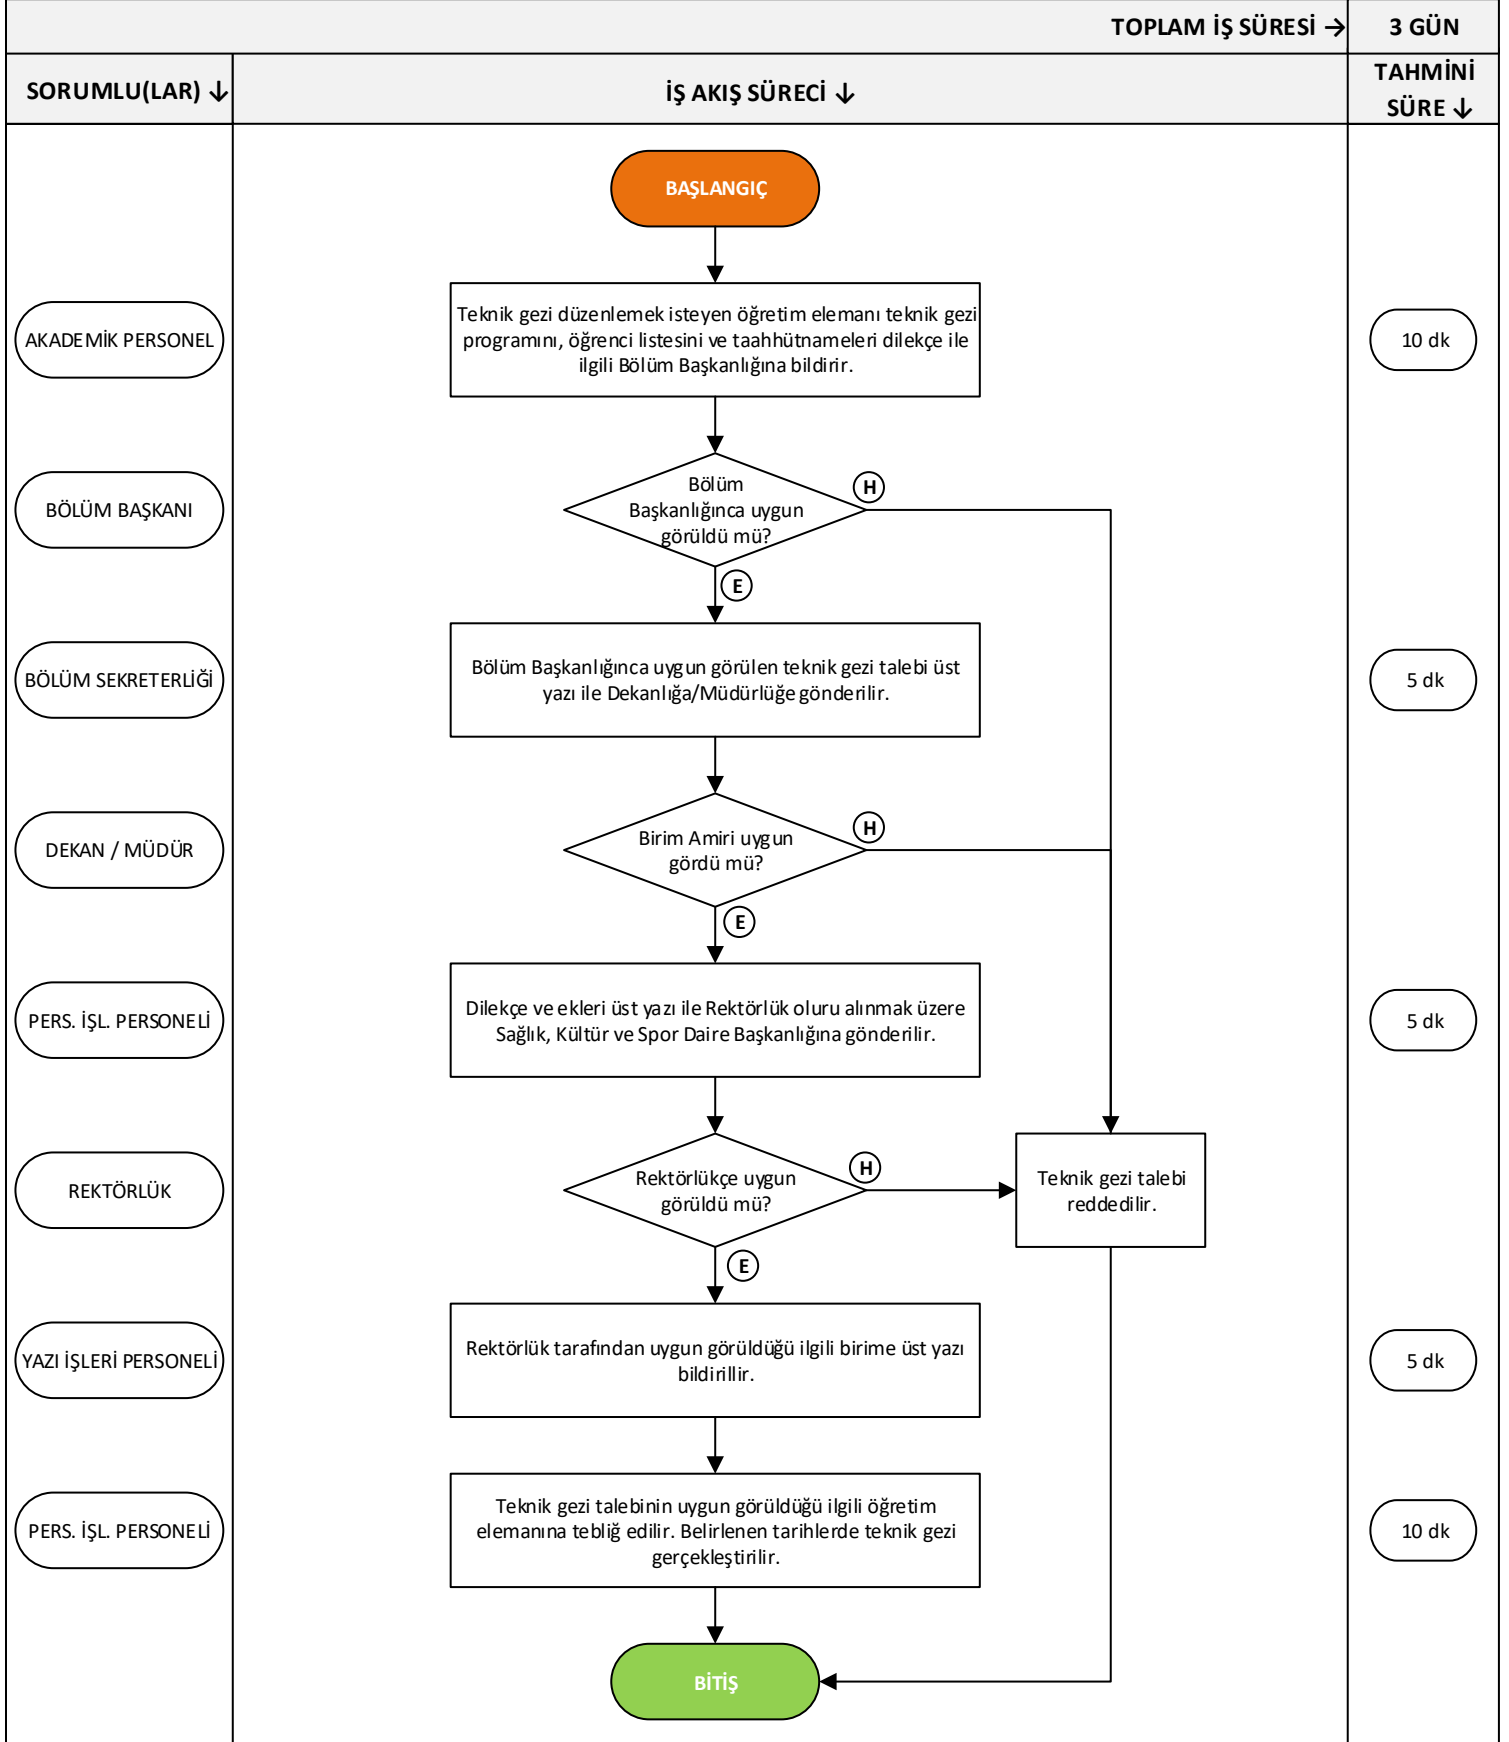 TOPLAM İŞ SÜRESİ →
3 GÜN
SORUMLU(LAR) ↓
İŞ AKIŞ SÜRECİ ↓
TAHMİNİ
SÜRE ↓
BAŞLANGIÇ
AKADEMİK PERSONEL
Teknik gezi düzenlemek isteyen öğretim elemanı teknik gezi
programını, öğrenci listesini ve taahhütnameleri dilekçe ile
ilgili Bölüm Başkanlığına bildirir.
10 dk
BÖLÜM BAŞKANI
Bölüm
Başkanlığınca uygun
görüldü mü?
H
E
BÖLÜM SEKRETERLİĞİ
Bölüm Başkanlığınca uygun görülen teknik gezi talebi üst
yazı ile Dekanlığa/Müdürlüğe gönderilir.
5 dk
DEKAN / MÜDÜR
Birim Amiri uygun
gördü mü?
H
E
PERS. İŞL. PERSONELİ
Dilekçe ve ekleri üst yazı ile Rektörlük oluru alınmak üzere
Sağlık, Kültür ve Spor Daire Başkanlığına gönderilir.
5 dk
REKTÖRLÜK
Rektörlükçe uygun
görüldü mü?
H
Teknik gezi talebi
reddedilir.
E
YAZI İŞLERİ PERSONELİ
Rektörlük tarafından uygun görüldüğü ilgili birime üst yazı
bildirillir.
5 dk
PERS. İŞL. PERSONELİ
Teknik gezi talebinin uygun görüldüğü ilgili öğretim
elemanına tebliğ edilir. Belirlenen tarihlerde teknik gezi
gerçekleştirilir.
10 dk
BİTİŞ